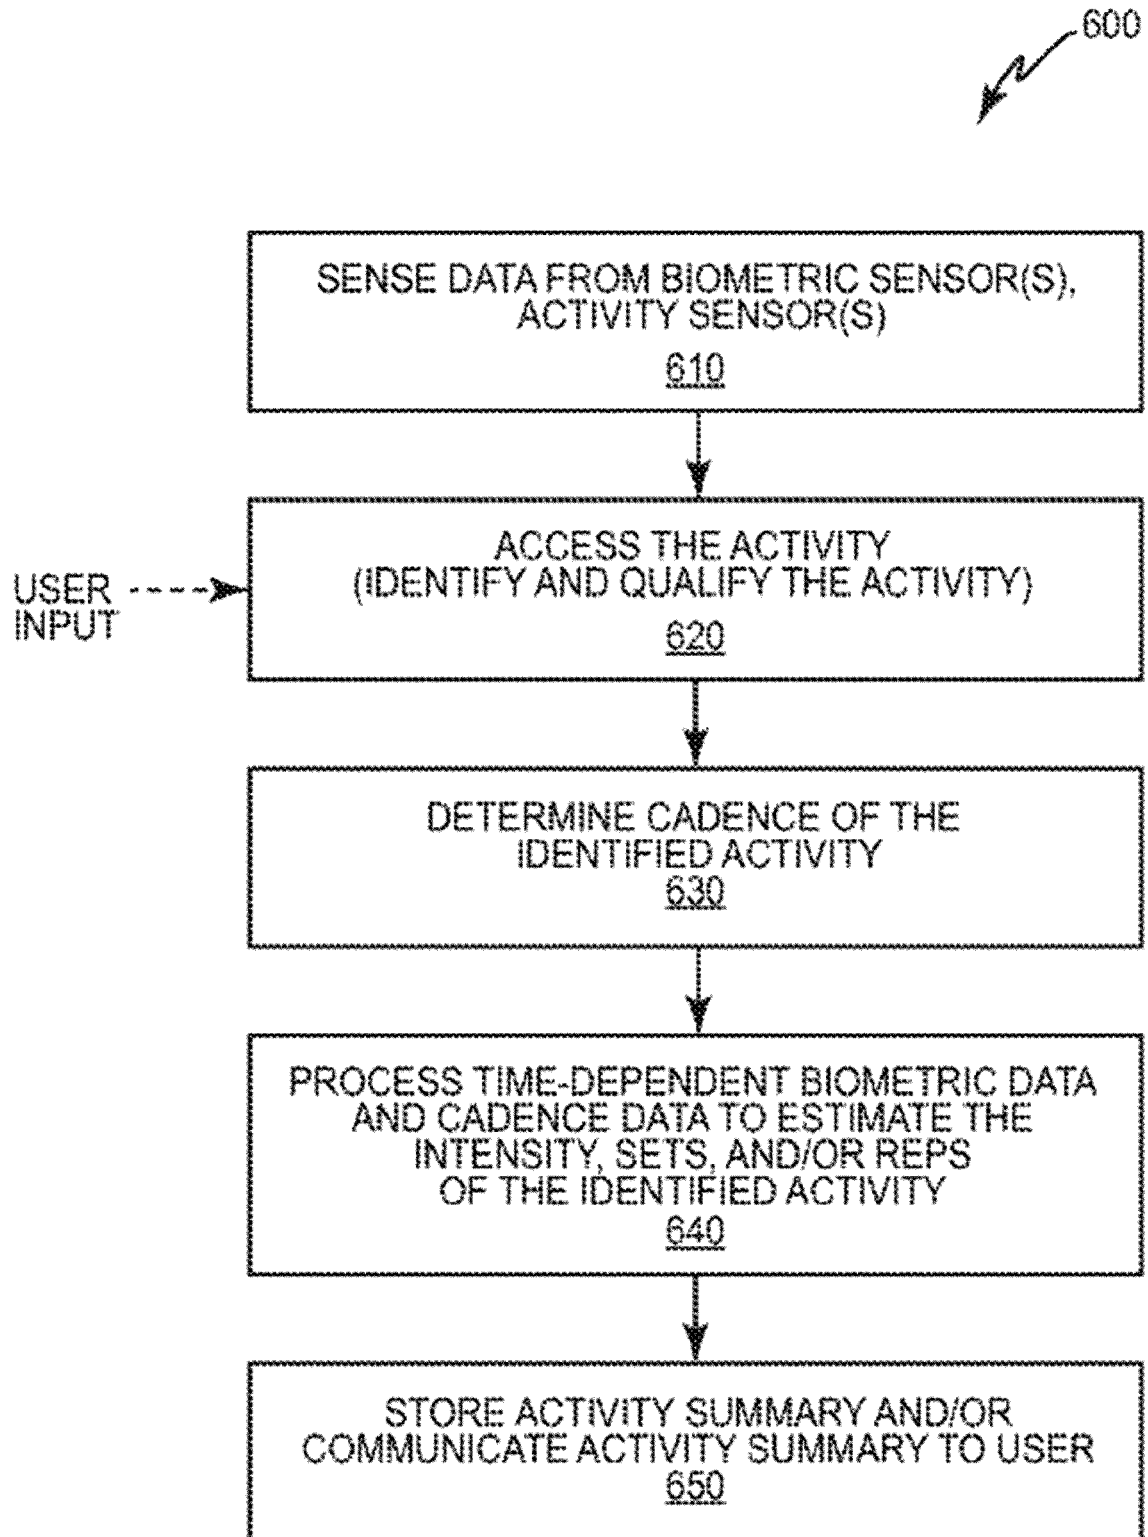 600
SENSE DATA FROM BIOMETRIC SENSOR(S),
ACTIVITY SENSOR(S)
610
ACCESS THE ACTIVITY
(IDENTIFY AND QUALIFY THE ACTIVITY)
620
USER
INPUT
DETERMINE CADENCE OF THE
IDENTIFIED ACTIVITY
630
PROCESS TIME-DEPENDENT BIOMETRIC DATA
AND CADENCE DATA TO ESTIMATE THE
INTENSITY, SETS, AND/OR REPS
OF THE IDENTIFIED ACTIVITY
640
STORE ACTIVITY SUMMARY AND/OR
COMMUNICATE ACTIVITY SUMMARY TO USER
650